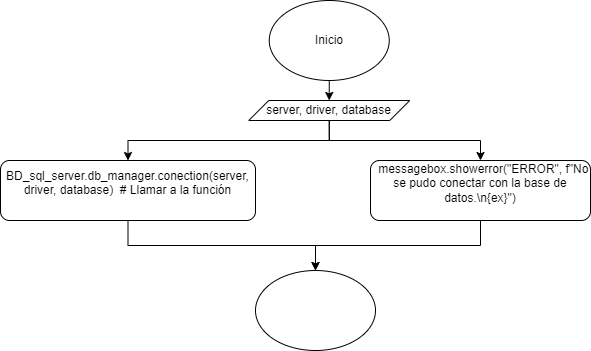 Inicio
server, driver, database
BD_sql_server.db_manager.conection(server,
driver, database)  # Llamar a la función
messagebox.showerror("ERROR", f"No
se pudo conectar con la base de
datos.\n{ex}")